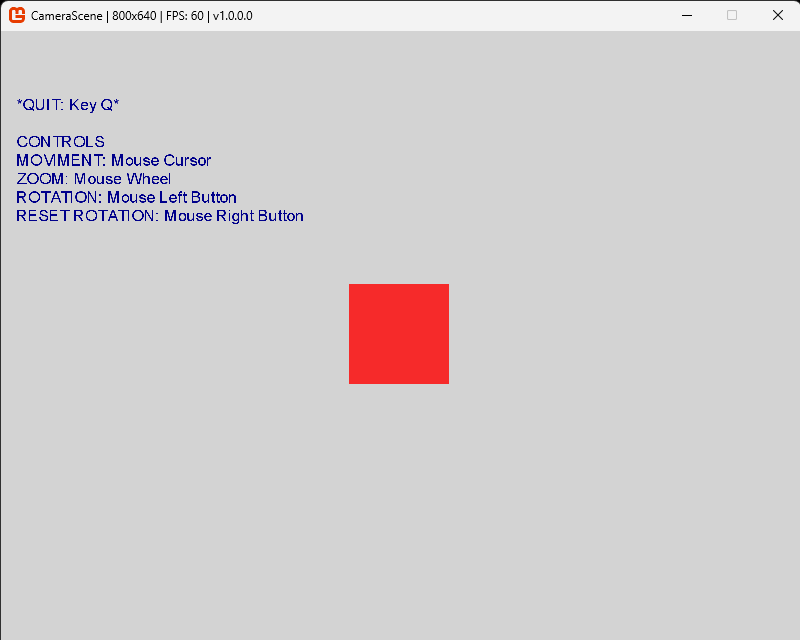 CameraScene | 800x640 | FPS: 60 | v1.0.0.0
*QUIT: Key Q*
CONTROLS
MOVIMENT: Mouse Cursor
ZOOM: Mouse Wheel
ROTATION: Mouse Left Button
RESET ROTATION: Mouse Right Button